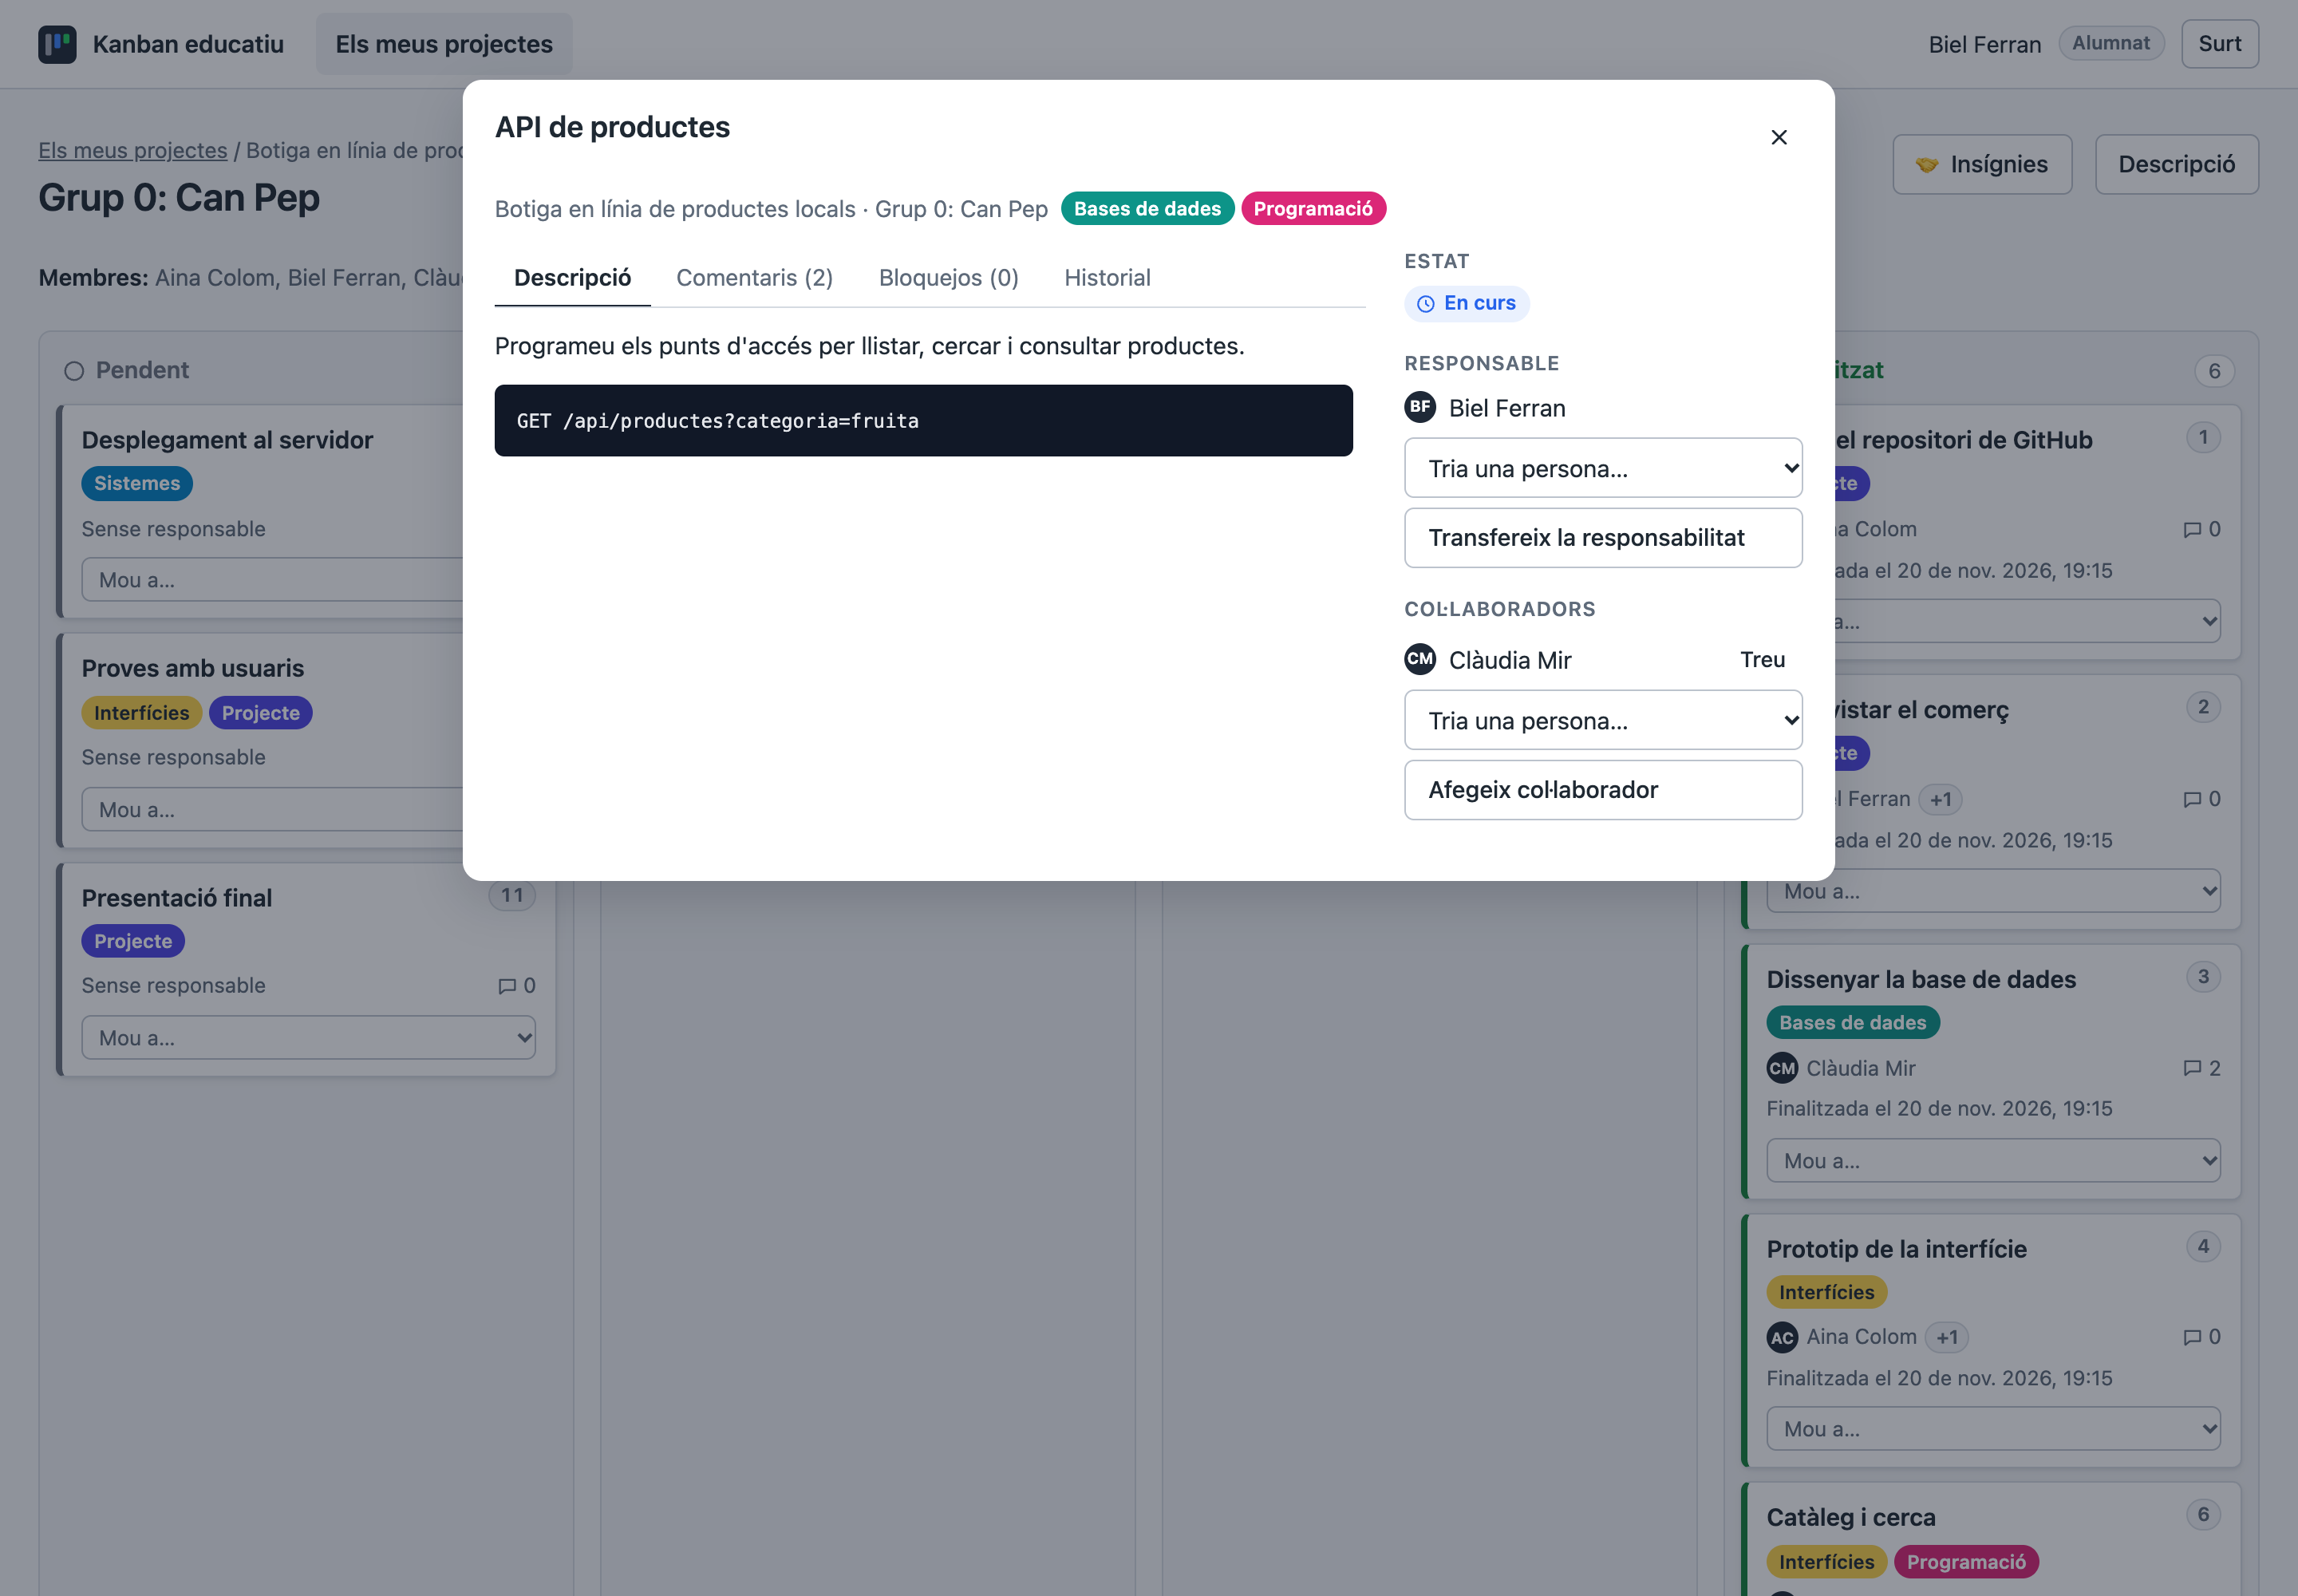 Kanban educatiu
Els meus projectes
Biel Ferran
Alumnat
Surt
Els meus projectes / Botiga en línia de
Grup 0: Can Pep
Insígnies
Descripció
Membres: Aina Colom, Biel Ferran,
API de productes
Botiga en línia de productes locals · Grup 0: Can Pep
Bases de dades
Programació
Descripció
Comentaris (2)
Bloquejos (0)
Historial
Programeu els punts d'accés per llistar, cercar i consultar productes.
GET /api/productes?categoria=fruita
ESTAT
En curs
RESPONSABLE
BF Biel Ferran
Tria una persona...
Transfereix la responsabilitat
COL·LABORADORS
CM Clàudia Mir
Treu
Tria una persona...
Afegeix col·laborador
Pendent
Desplegament al servidor
Sistemes
Sense responsable
Mou a...
Proves amb usuaris
Interfícies
Projecte
Sense responsable
Mou a...
Presentació final
11
Projecte
Sense responsable
0
Mou a...
6
repositori de GitHub
1
Colom
0
el 20 de nov. 2026, 19:15
el comerç
2
Ferran +1
0
el 20 de nov. 2026, 19:15
Mou a...
Dissenyar la base de dades
3
Bases de dades
CM Clàudia Mir
2
Finalitzada el 20 de nov. 2026, 19:15
Mou a...
Prototip de la interfície
4
Interfícies
AC Aina Colom +1
0
Finalitzada el 20 de nov. 2026, 19:15
Mou a...
Catàleg i cerca
6
Interfícies
Programació